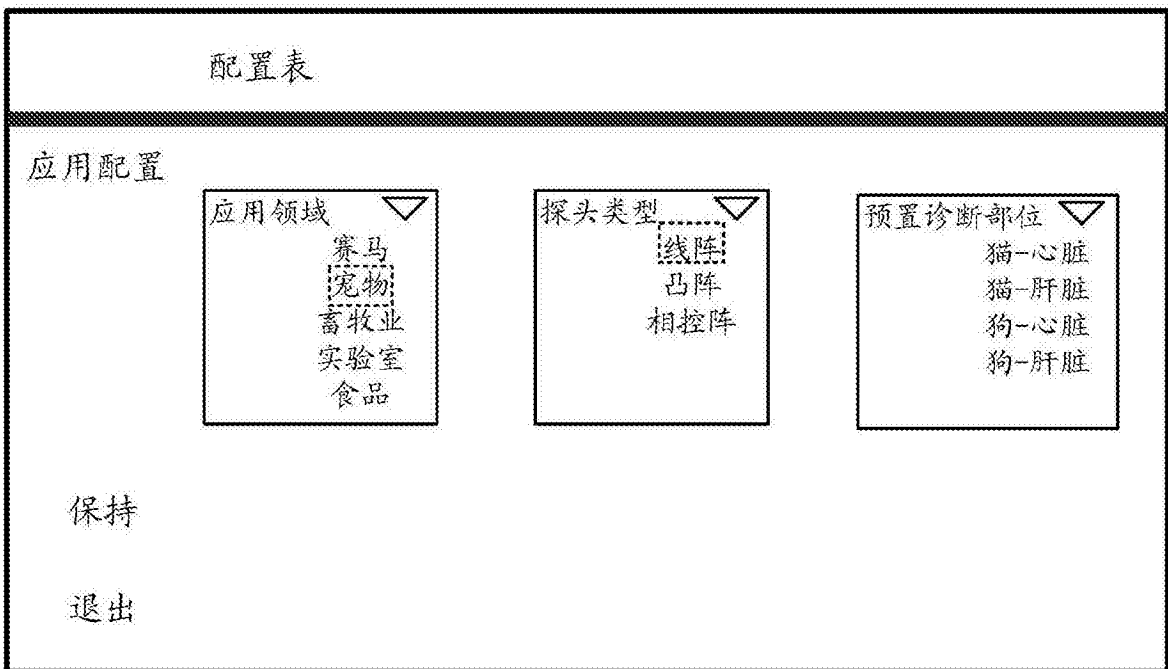 配置表
应用配置
应用领域
赛马
宠物
畜牧业
实验室
食品
探头类型
线阵
凸阵
相控阵
预置诊断部位
猫-心脏
猫-肝脏
狗-心脏
狗-肝脏
保持
退出